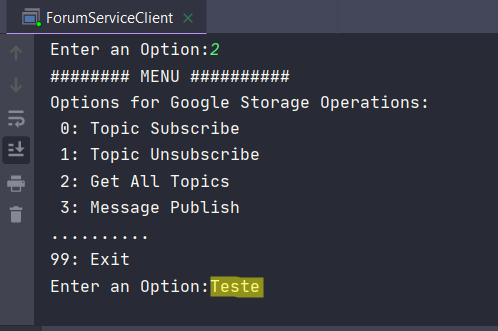 ForumServiceClient
Enter an Option:2
######## MENU ##########
Options for Google Storage Operations:
0: Topic Subscribe
1: Topic Unsubscribe
2: Get All Topics
3: Message Publish
..........
99: Exit
Enter an Option:Teste